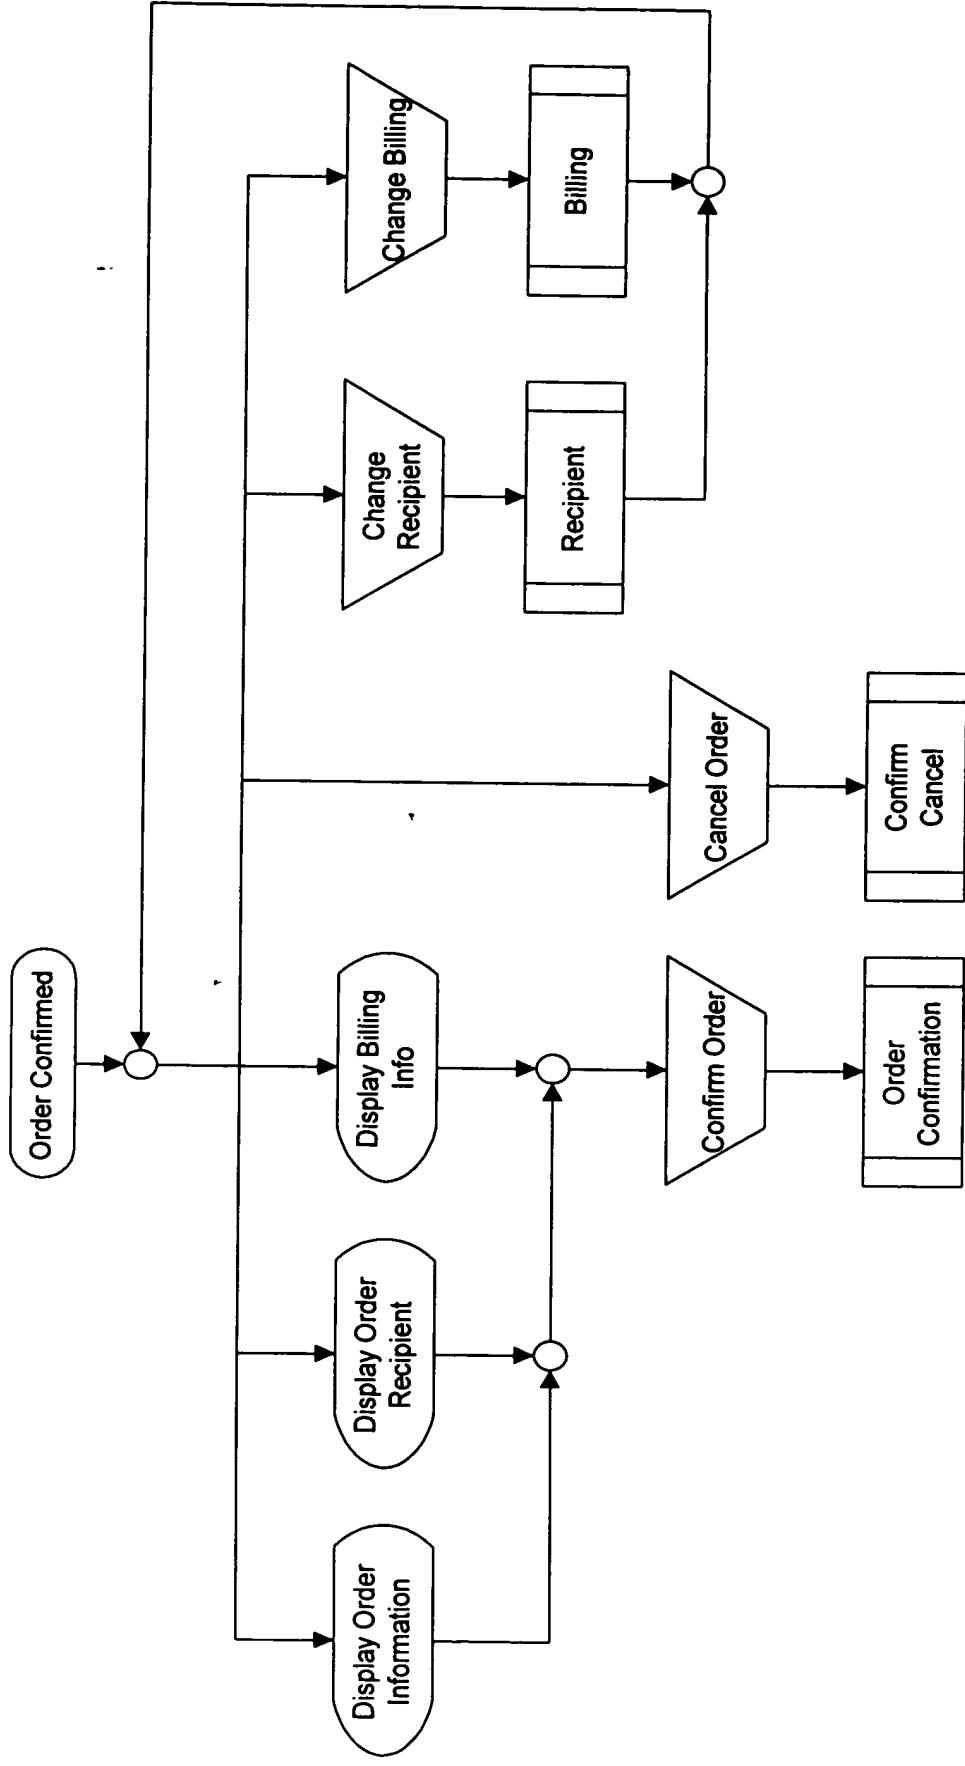 Order Confirmed
Display Order
Information
Display Order
Recipient
Display Billing
Info
Change
Recipient
Change Billing
Recipient
Billing
Confirm Order
Cancel Order
Order
Confirmation
Confirm
Cancel